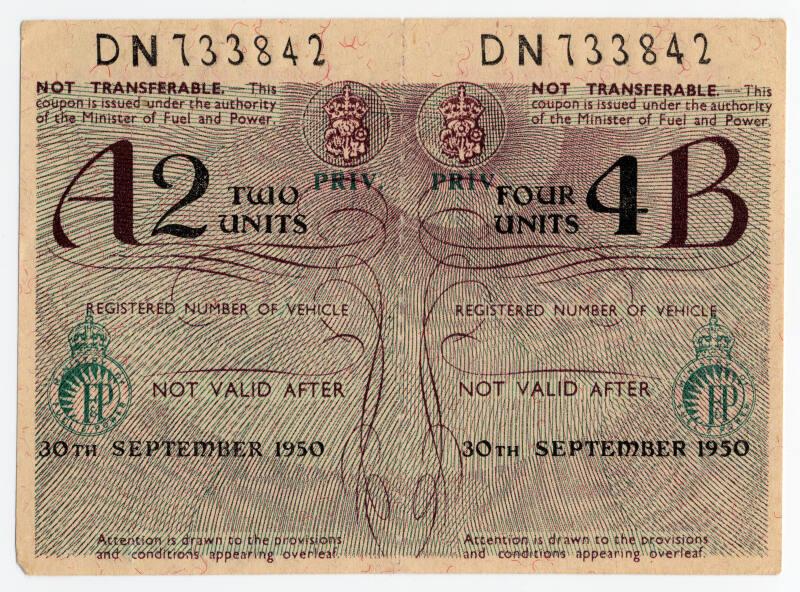 DN733842
NOT TRANSFERABLE.—This
coupon is issued under the authority
of the Minister of Fuel and Power.
PRIV.
A2 TWO
UNITS
REGISTERED NUMBER OF VEHICLE
FP
NOT VALID AFTER
30TH SEPTEMBER 1950
Attention is drawn to the provisions
and conditions appearing overleaf.
DN733842
NOT TRANSFERABLE.—This
coupon is issued under the authority
of the Minister of Fuel and Power.
PRIV.
FOUR 4B
UNITS
REGISTERED NUMBER OF VEHICLE
FP
NOT VALID AFTER
30TH SEPTEMBER 1950
Attention is drawn to the provisions
and conditions appearing overleaf.